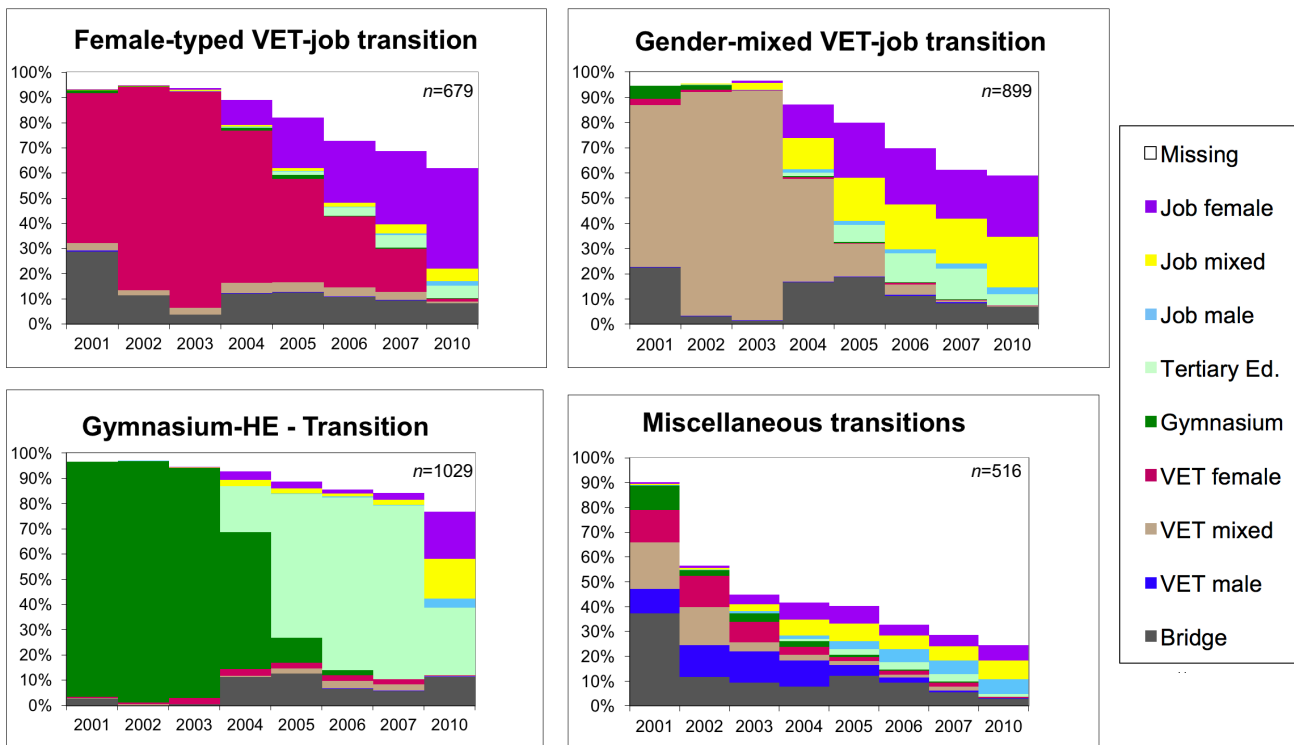 Female-typed VET-job transition
n=679
100%
90%
80%
70%
60%
50%
40%
30%
20%
10%
0%
2001 2002 2003 2004 2005 2006 2007 2010
Gender-mixed VET-job transition
n=899
100%
90%
80%
70%
60%
50%
40%
30%
20%
10%
0%
2001 2002 2003 2004 2005 2006 2007 2010
Gymnasium-HE - Transition
n=1029
100%
90%
80%
70%
60%
50%
40%
30%
20%
10%
0%
2001 2002 2003 2004 2005 2006 2007 2010
Miscellaneous transitions
n=516
100%
90%
80%
70%
60%
50%
40%
30%
20%
10%
0%
2001 2002 2003 2004 2005 2006 2007 2010
Missing
Job female
Job mixed
Job male
Tertiary Ed.
Gymnasium
VET female
VET mixed
VET male
Bridge